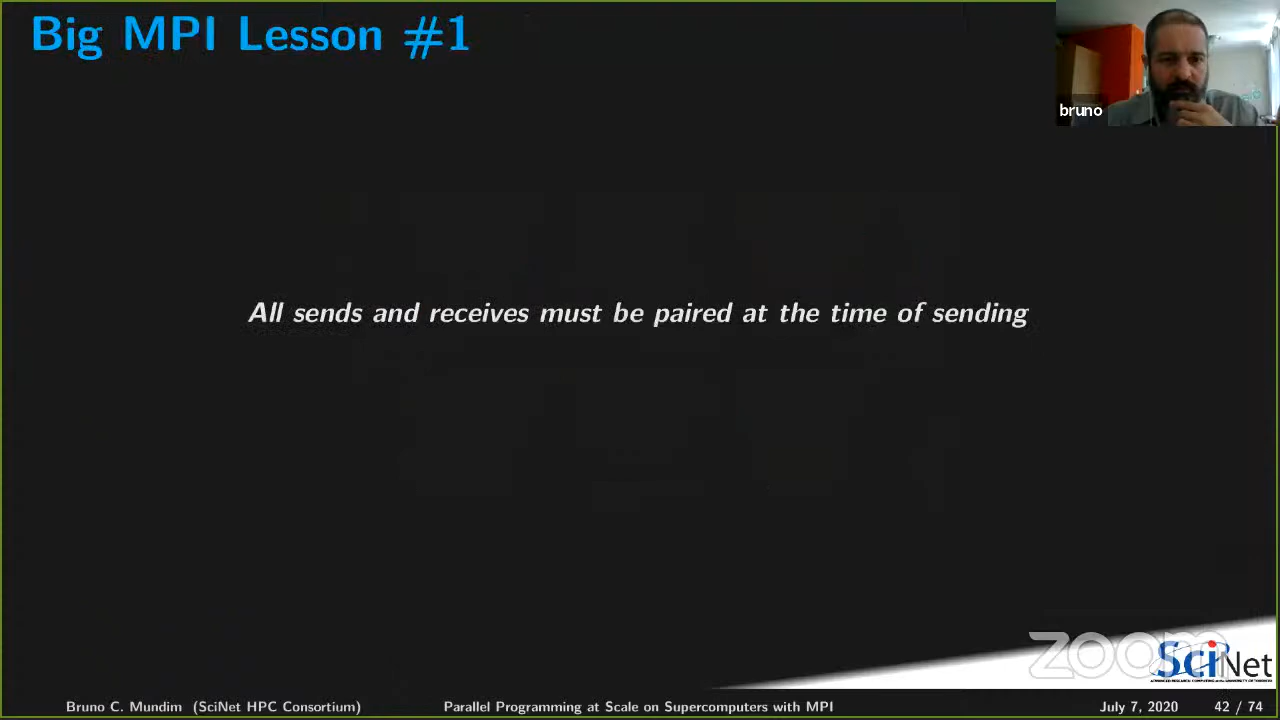 Big MPI Lesson #1
bruno
All sends and receives must be paired at the time of sending
zoom
SciNet
Bruno C. Mundim (SciNet HPC Consortium)
Parallel Programming at Scale on Supercomputers with MPI
July 7, 2020
42 / 74